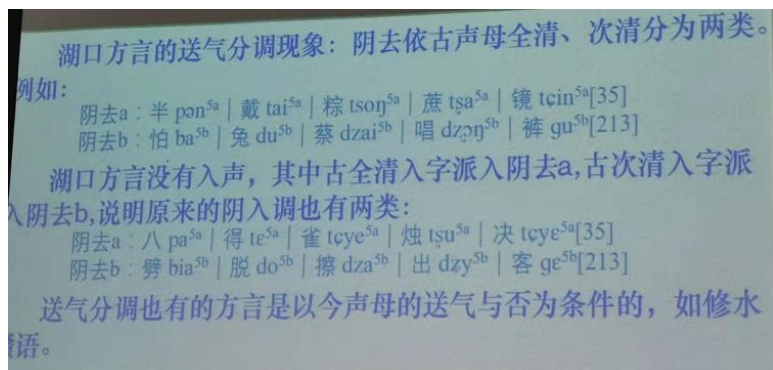 湖口方言的送气分调现象：阴去依古声母全清、次清分为两类。
例如：
阴去a：半 pən⁵ᵃ | 戴 tai⁵ᵃ | 粽 tsoŋ⁵ᵃ | 蔗 tʂa⁵ᵃ | 镜 tɕin⁵ᵃ[35]
阴去b：怕 ba⁵ᵇ | 兔 du⁵ᵇ | 蔡 dzai⁵ᵇ | 唱 dʐɔŋ⁵ᵇ | 裤 gu⁵ᵇ[213]
湖口方言没有入声，其中古全清入字派入阴去a,古次清入字派
入阴去b,说明原来的阴入调也有两类：
阴去a：八 pa⁵ᵃ | 得 tɛ⁵ᵃ | 雀 tɕye⁵ᵃ | 烛 tʂu⁵ᵃ | 决 tɕyɛ⁵ᵃ[35]
阴去b：劈 bia⁵ᵇ | 脱 do⁵ᵇ | 擦 dza⁵ᵇ | 出 dʐy⁵ᵇ | 客 gɛ⁵ᵇ[213]
送气分调也有的方言是以今声母的送气与否为条件的，如修水
语。